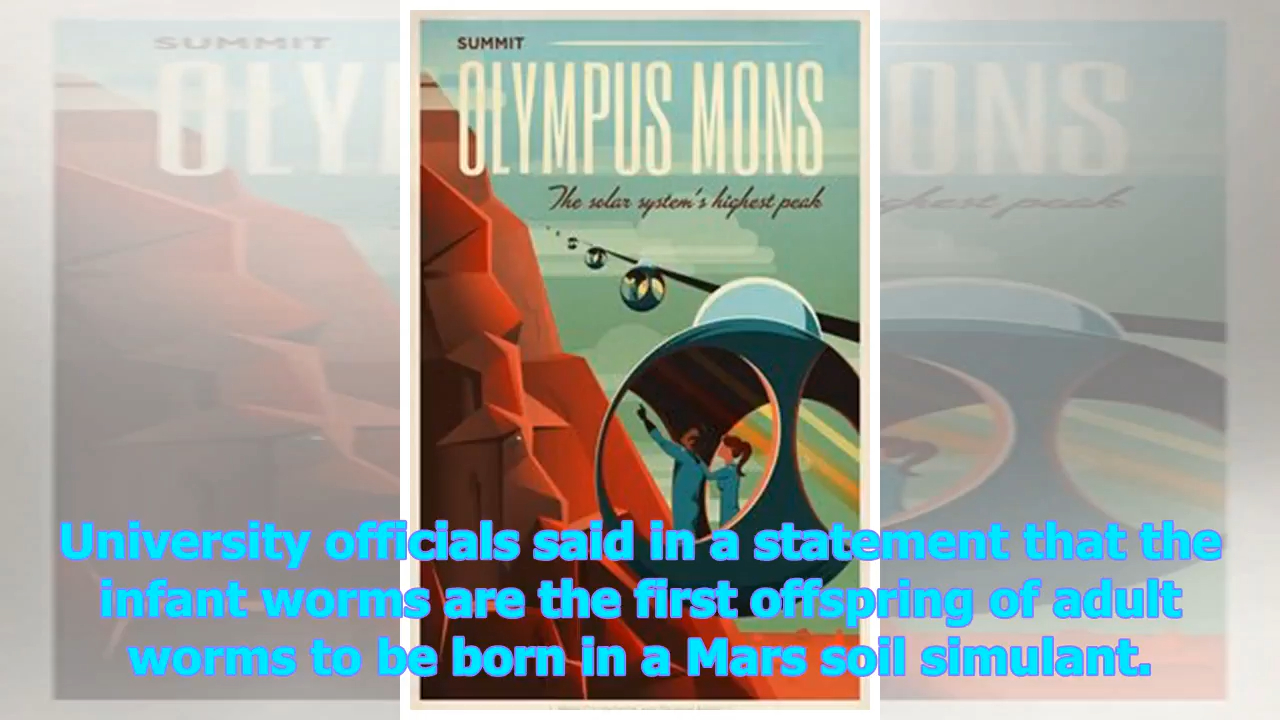 SUMMIT
OLYMPUS MONS
The solar system's highest peak
University officials said in a statement that the
infant worms are the first offspring of adult
worms to be born in a Mars soil simulant.